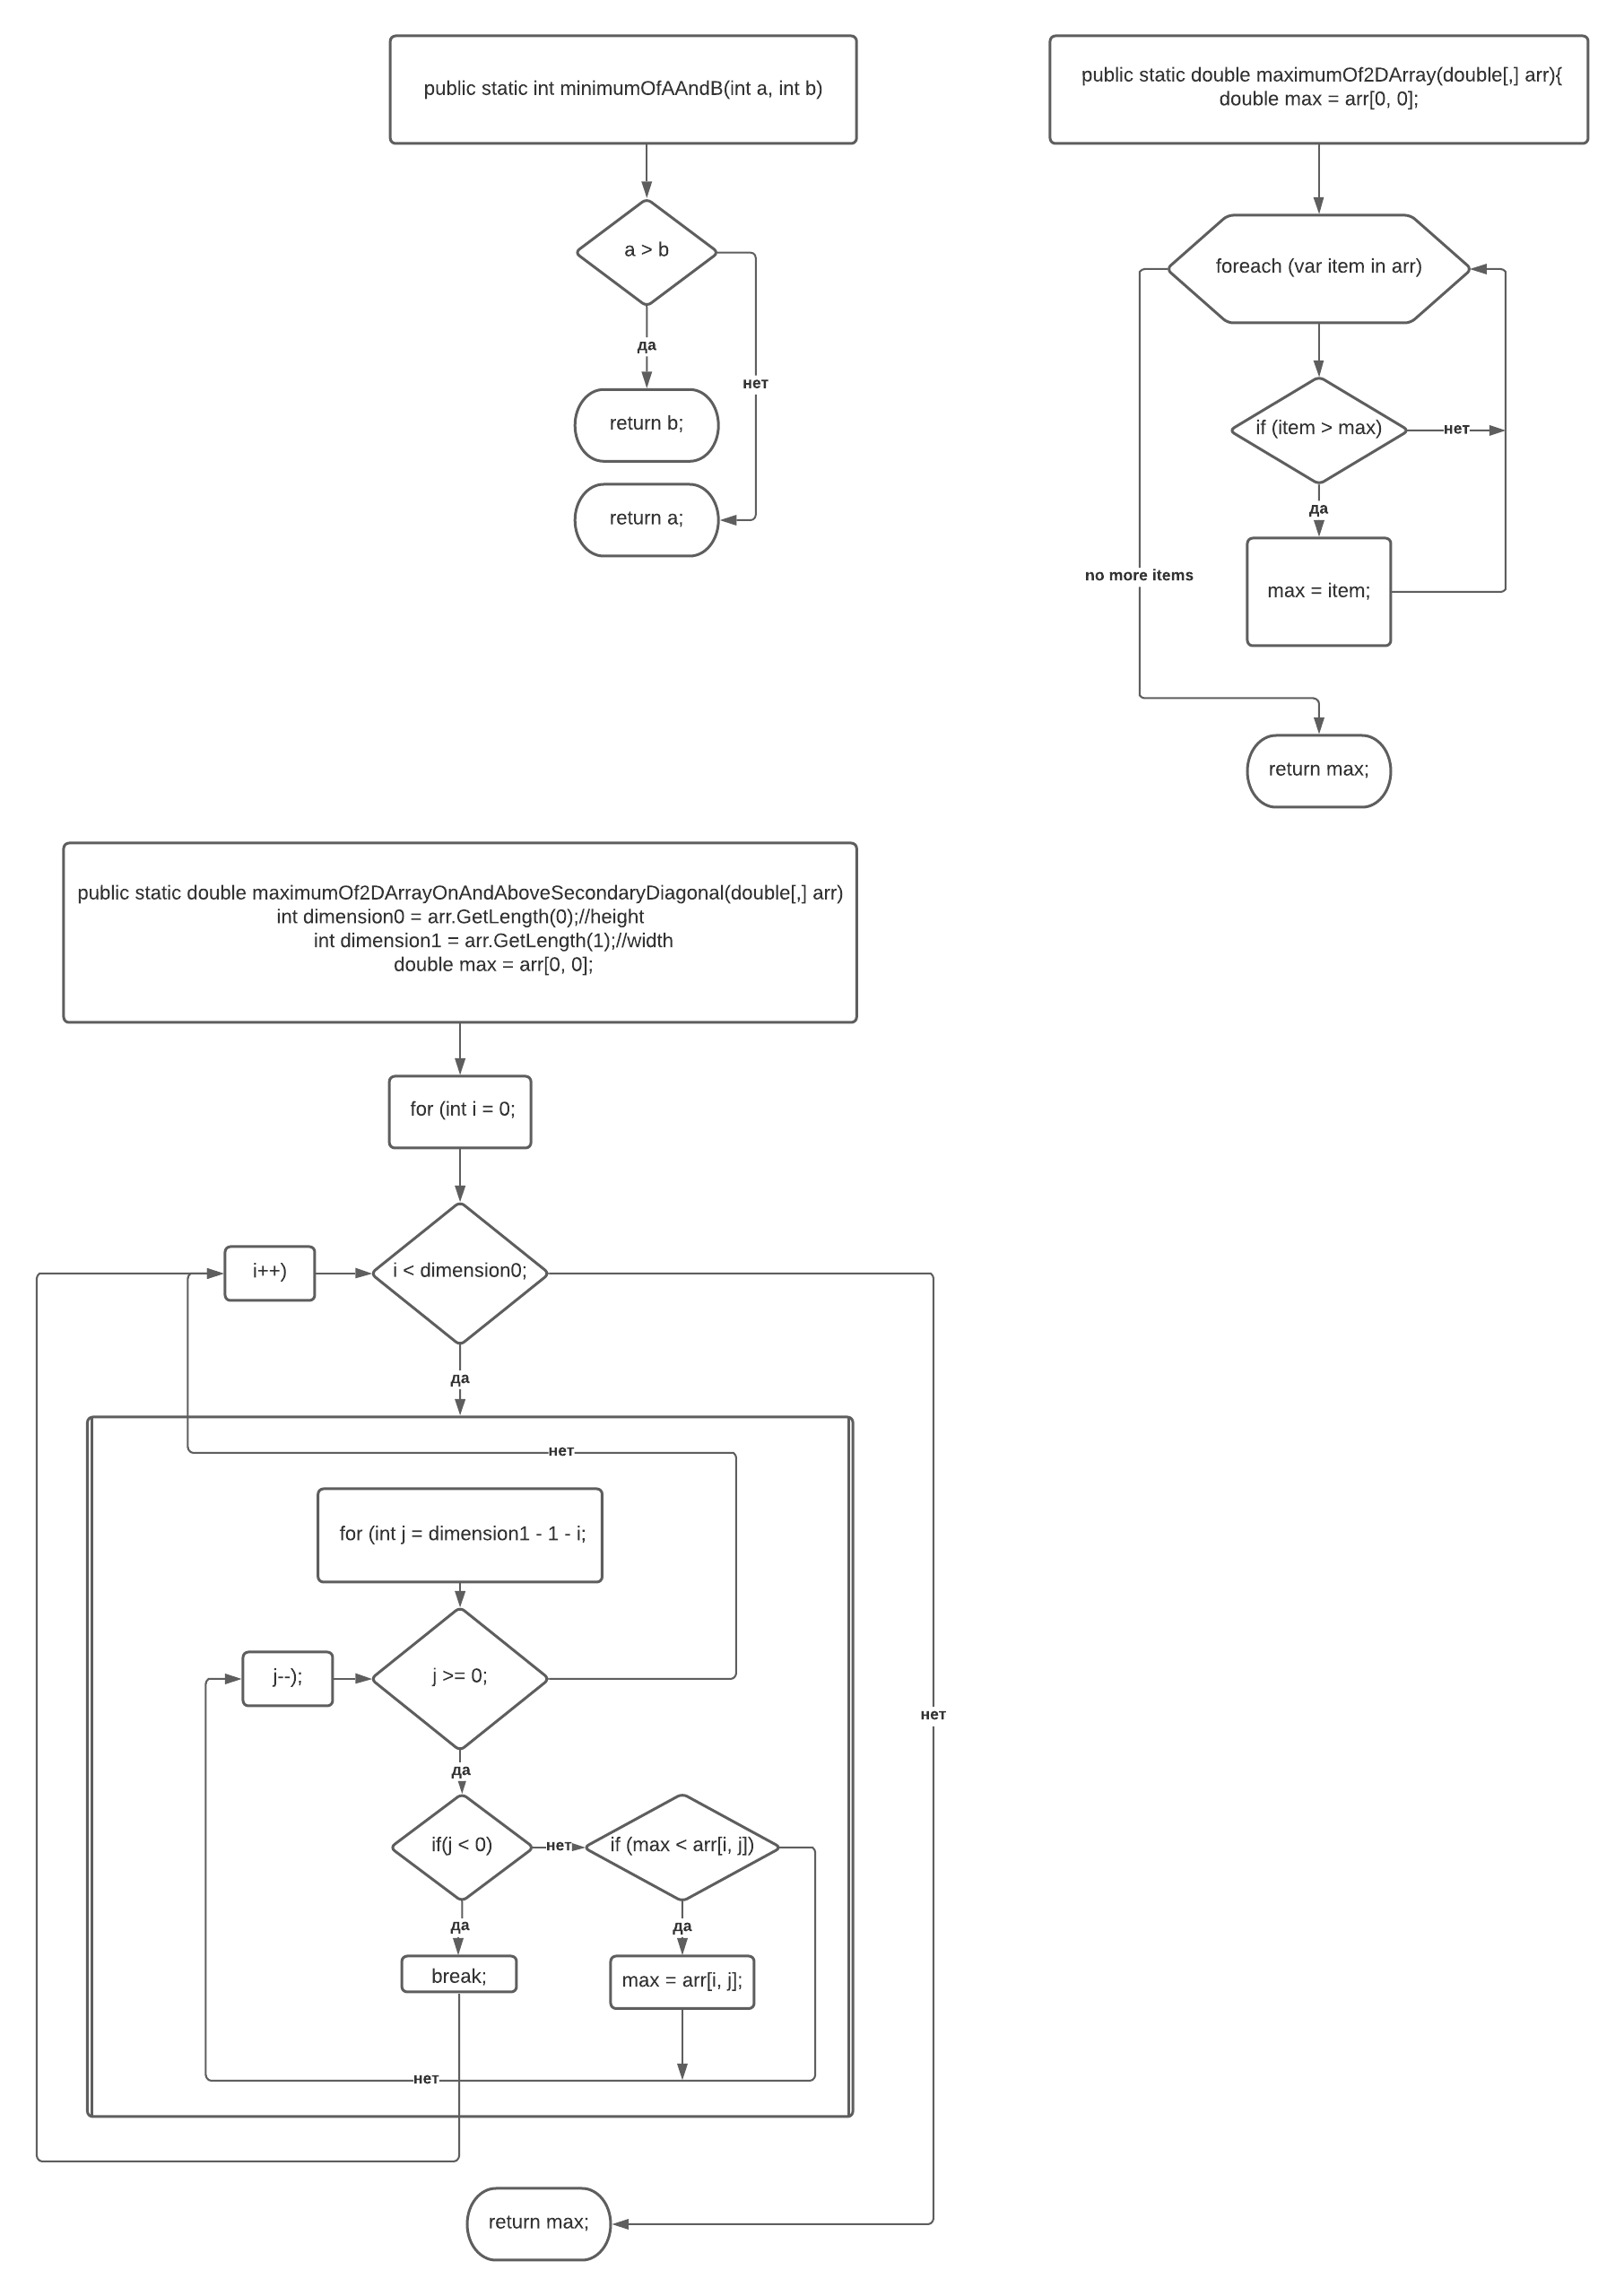 public static int minimumOfAAndB(int a, int b)
a > b
да
нет
return b;
return a;
public static double maximumOf2DArray(double[,] arr){
double max = arr[0, 0];
foreach (var item in arr)
if (item > max)
нет
да
no more items
max = item;
return max;
public static double maximumOf2DArrayOnAndAboveSecondaryDiagonal(double[,] arr)
int dimension0 = arr.GetLength(0);//height
int dimension1 = arr.GetLength(1);//width
double max = arr[0, 0];
for (int i = 0;
i++)
i < dimension0;
да
нет
for (int j = dimension1 - 1 - i;
j--);
j >= 0;
нет
да
if(j < 0)
нет
if (max < arr[i, j])
да
да
break;
max = arr[i, j];
нет
return max;